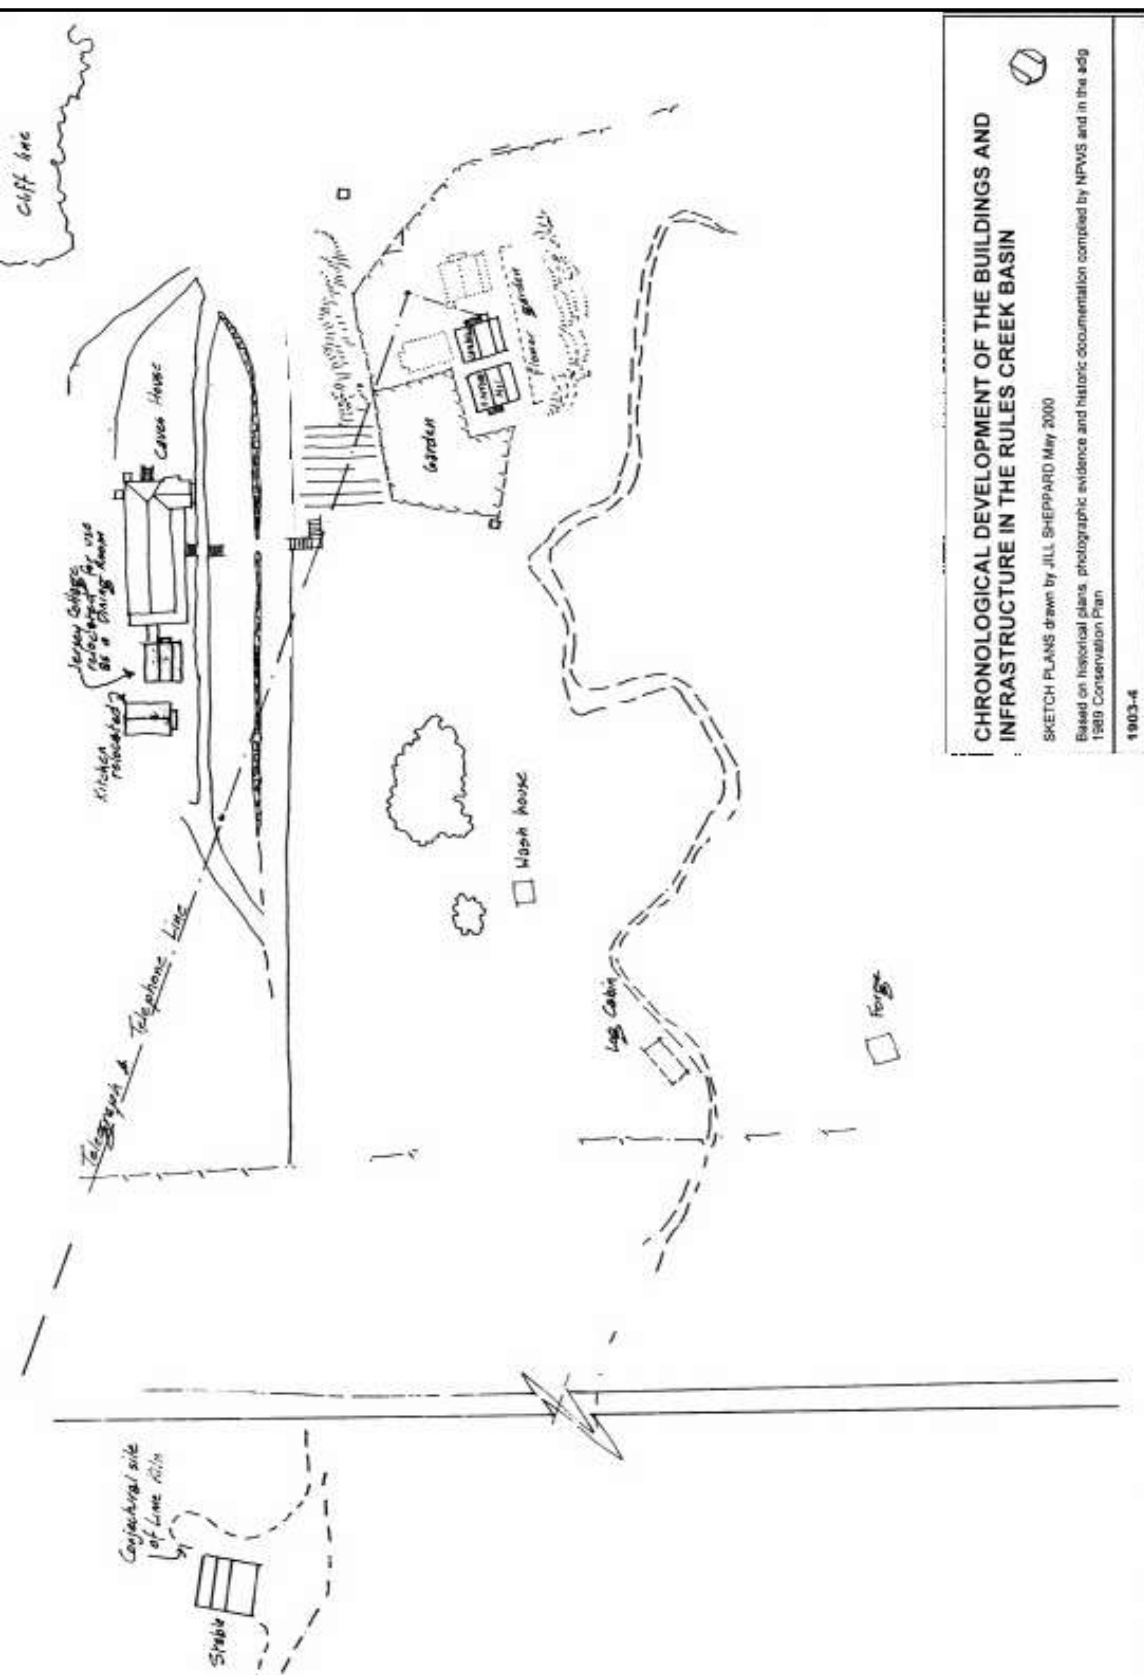 Cliff line
Caves House
Jersey Cottage
relocated for use
as a Dining Room
Kitchen
relocated?
Telegraph & Telephone Line
Garden
Flower Garden
Wash house
Log Cabin
Forge
Conjectural site
of Lime Kiln
Stable
CHRONOLOGICAL DEVELOPMENT OF THE BUILDINGS AND
INFRASTRUCTURE IN THE RULES CREEK BASIN
SKETCH PLANS drawn by JILL SHEPPARD May 2000
Based on historical plans, photographic evidence and historic documentation compiled by NPWS and in the adg
1989 Conservation Plan
1903-4